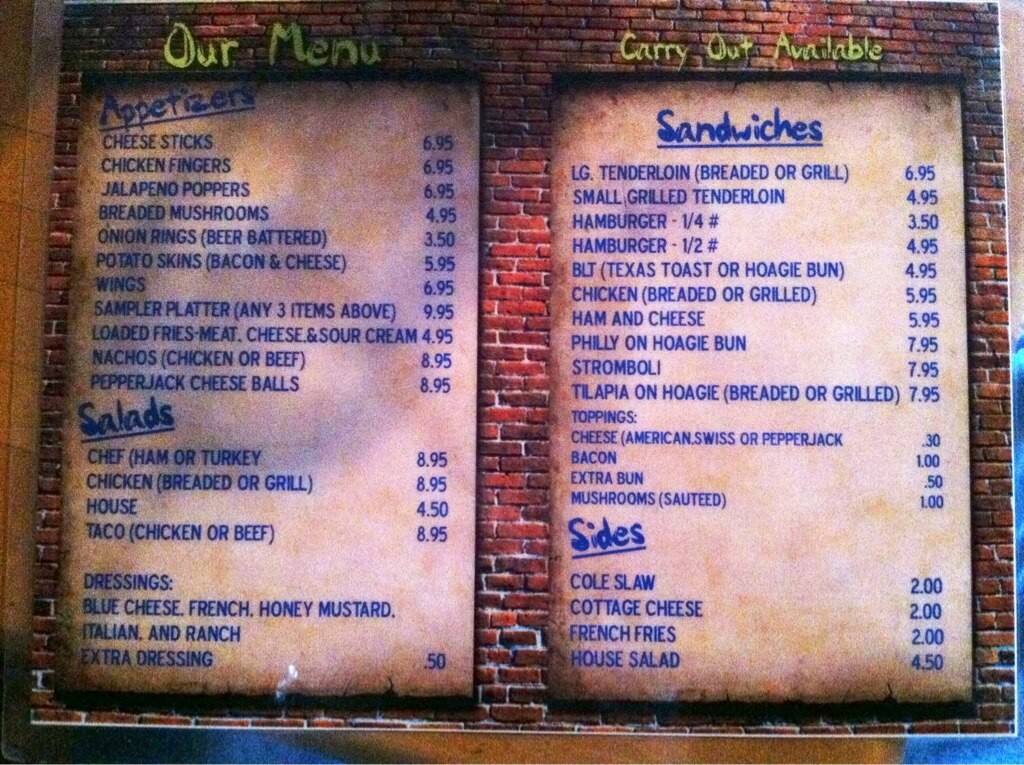 Our Menu
Appetizers
CHEESE STICKS 6.95
CHICKEN FINGERS 6.95
JALAPENO POPPERS 6.95
BREADED MUSHROOMS 4.95
ONION RINGS (BEER BATTERED) 3.50
POTATO SKINS (BACON & CHEESE) 5.95
WINGS 6.95
SAMPLER PLATTER (ANY 3 ITEMS ABOVE) 9.95
LOADED FRIES-MEAT, CHEESE,&SOUR CREAM 4.95
NACHOS (CHICKEN OR BEEF) 8.95
PEPPERJACK CHEESE BALLS 8.95
Salads
CHEF (HAM OR TURKEY 8.95
CHICKEN (BREADED OR GRILL) 8.95
HOUSE 4.50
TACO (CHICKEN OR BEEF) 8.95
DRESSINGS:
BLUE CHEESE, FRENCH, HONEY MUSTARD,
ITALIAN, AND RANCH
EXTRA DRESSING .50
Carry Out Available
Sandwiches
LG. TENDERLOIN (BREADED OR GRILL) 6.95
SMALL GRILLED TENDERLOIN 4.95
HAMBURGER - 1/4 # 3.50
HAMBURGER - 1/2 # 4.95
BLT (TEXAS TOAST OR HOAGIE BUN) 4.95
CHICKEN (BREADED OR GRILLED) 5.95
HAM AND CHEESE 5.95
PHILLY ON HOAGIE BUN 7.95
STROMBOLI 7.95
TILAPIA ON HOAGIE (BREADED OR GRILLED) 7.95
TOPPINGS:
CHEESE (AMERICAN,SWISS OR PEPPERJACK .30
BACON 1.00
EXTRA BUN .50
MUSHROOMS (SAUTEED) 1.00
Sides
COLE SLAW 2.00
COTTAGE CHEESE 2.00
FRENCH FRIES 2.00
HOUSE SALAD 4.50